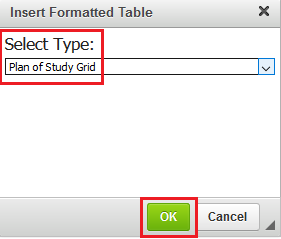 Insert Formatted Table
Select Type:
Plan of Study Grid
OK Cancel